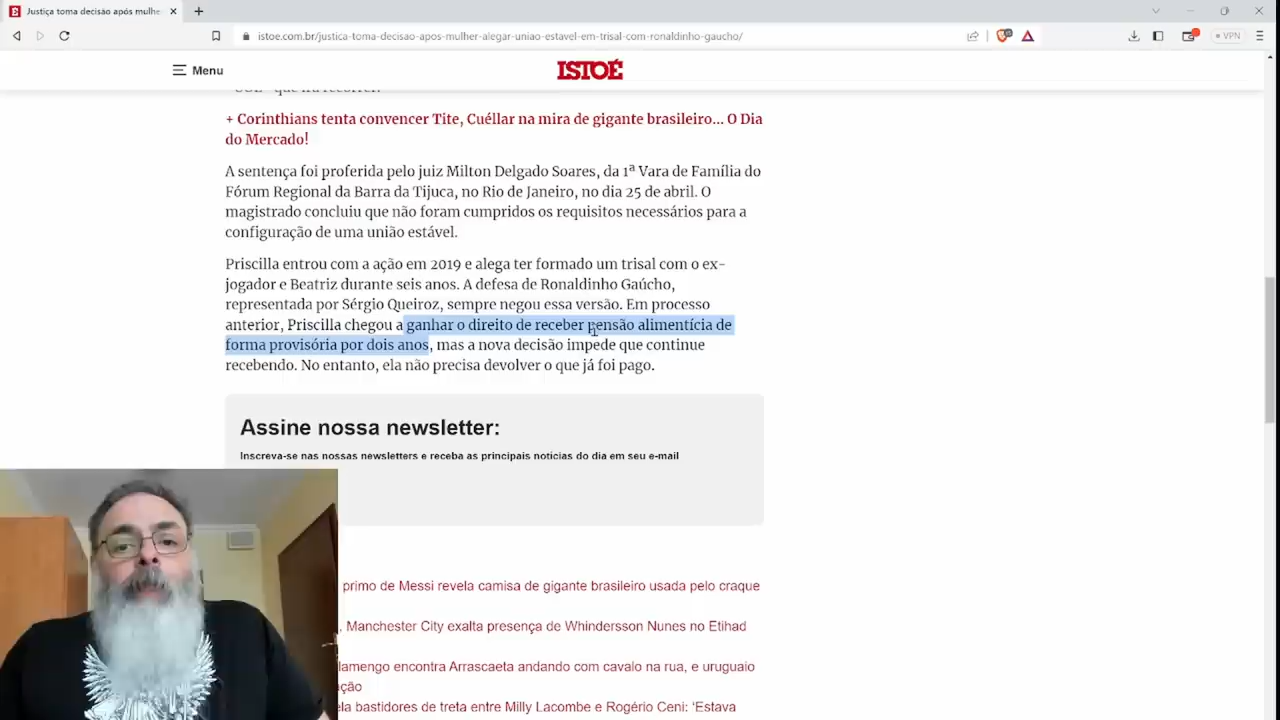 Justiça toma decisão após mulhe
istoe.com.br/justica-toma-decisao-apos-mulher-alegar-uniao-estavel-em-trisal-com-ronaldinho-gaucho/
VPN
Menu
ISTOÉ
+ Corinthians tenta convencer Tite, Cuéllar na mira de gigante brasileiro... O Dia
do Mercado!
A sentença foi proferida pelo juiz Milton Delgado Soares, da 1ª Vara de Família do
Fórum Regional da Barra da Tijuca, no Rio de Janeiro, no dia 25 de abril. O
magistrado concluiu que não foram cumpridos os requisitos necessários para a
configuração de uma união estável.
Priscilla entrou com a ação em 2019 e alega ter formado um trisal com o ex-
jogador e Beatriz durante seis anos. A defesa de Ronaldinho Gaúcho,
representada por Sérgio Queiroz, sempre negou essa versão. Em processo
anterior, Priscilla chegou a ganhar o direito de receber pensão alimentícia de
forma provisória por dois anos, mas a nova decisão impede que continue
recebendo. No entanto, ela não precisa devolver o que já foi pago.
Assine nossa newsletter:
Inscreva-se nas nossas newsletters e receba as principais notícias do dia em seu e-mail
primo de Messi revela camisa de gigante brasileiro usada pelo craque
, Manchester City exalta presença de Whindersson Nunes no Etihad
lamengo encontra Arrascaeta andando com cavalo na rua, e uruguaio
ação
ela bastidores de treta entre Milly Lacombe e Rogério Ceni: ‘Estava